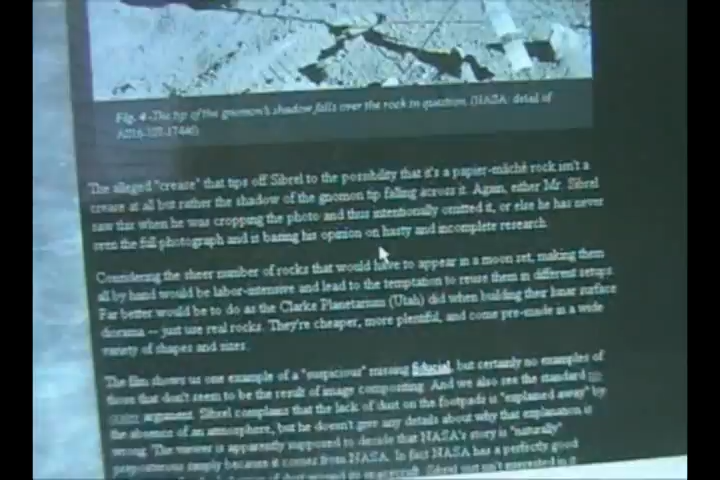 Fig. 4 -The tip of the gnomon's shadow falls over the rock in question. (NASA: detail of
AS16-107-17446)
The alleged "crease" that tips off Sibrel to the possibility that it's a papier-mâché rock isn't a
crease at all but rather the shadow of the gnomon tip falling across it. Again, either Mr. Sibrel
saw this when he was cropping the photo and thus intentionally omitted it, or else he has never
seen the full photograph and is basing his opinion on hasty and incomplete research.
Considering the sheer number of rocks that would have to appear in a moon set, making them
all by hand would be labor-intensive and lead to the temptation to reuse them in different setups.
Far better would be to do as the Clarke Planetarium (Utah) did when building their lunar surface
diorama -- just use real rocks. They're cheaper, more plentiful, and come pre-made in a wide
variety of shapes and sizes.
The film shows us one example of a "suspicious" missing fiducial, but certainly no examples of
those that don't seem to be the result of image compositing. And we also see the standard no-
crater argument. Sibrel complains that the lack of dust on the footpads is "explained away" by
the absence of an atmosphere, but he doesn't give any details about why that explanation is
wrong. The viewer is apparently supposed to decide that NASA's story is "naturally"
preposterous simply because it comes from NASA. In fact NASA has a perfectly good